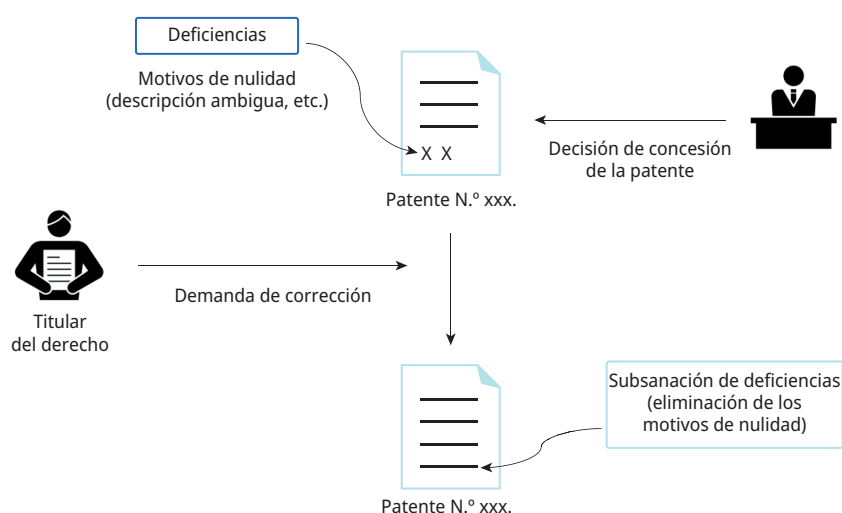 Deficiencias
Motivos de nulidad
(descripción ambigua, etc.)
X X
Decisión de concesión
de la patente
Patente N.º xxx.
Demanda de corrección
Titular
del derecho
Subsanación de deficiencias
(eliminación de los
motivos de nulidad)
Patente N.º xxx.